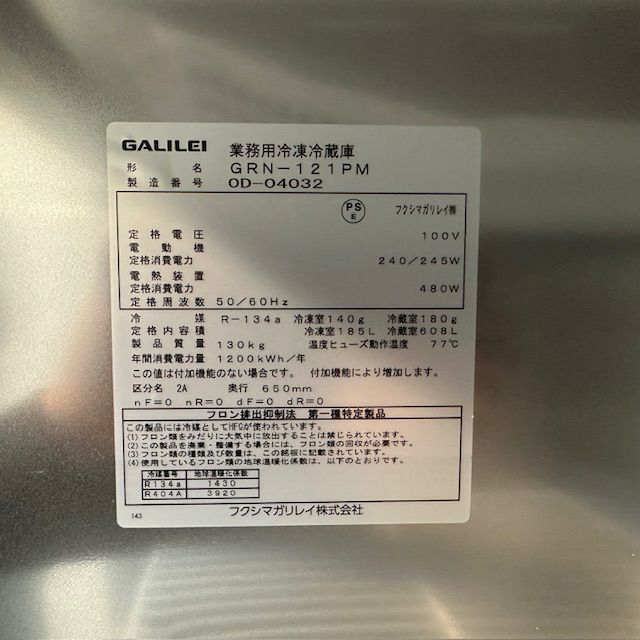 GALILEI 業務用冷凍冷蔵庫
形名 GRN-121PM
製造番号 OD-04032
PS E フクシマガリレイ㈱
定格電圧 100V
電動機
定格消費電力 240/245W
電熱装置
定格消費電力 480W
定格周波数 50/60Hz
冷媒 R-134a 冷凍室140g 冷蔵室180g
定格内容積 冷凍室185L 冷蔵室608L
製品質量 130kg 温度ヒューズ動作温度 77℃
年間消費電力量 1200kWh/年
この値は付加機能のない場合です。 付加機能により増加します。
区分名 2A 奥行 650mm
nF=0 nR=0 dF=0 dR=0
フロン排出抑制法 第一種特定製品
この製品には冷媒としてHFCが使われています。
(1)フロン類をみだりに大気中に放出することは禁じられています。
(2)この製品を廃棄・整備する場合には、フロン類の回収が必要です。
(3)フロン類の種類及び数量は、この銘板に記載されています。
(4)使用しているフロン類の地球温暖化係数は、以下のとおりです。
冷媒番号 地球温暖化係数
R134a 1430
R404A 3920
フクシマガリレイ株式会社
143